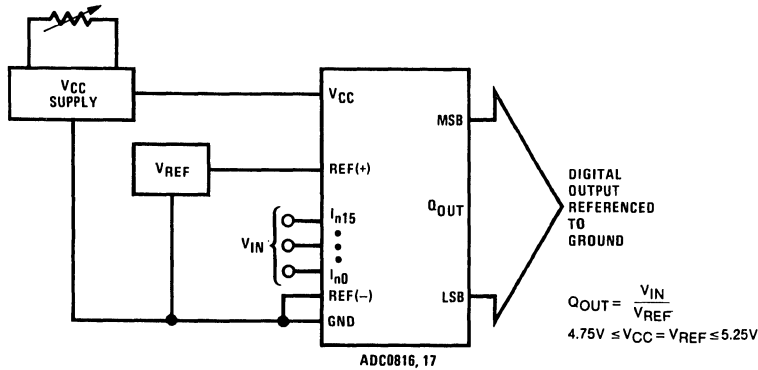 VCC
SUPPLY
VCC
MSB
VREF
REF(+)
DIGITAL
OUTPUT
REFERENCED
TO
GROUND
QOUT
In15
VIN
In0
REF(−)
LSB
GND
QOUT = VIN / VREF
4.75V ≤ VCC = VREF ≤ 5.25V
ADC0816, 17